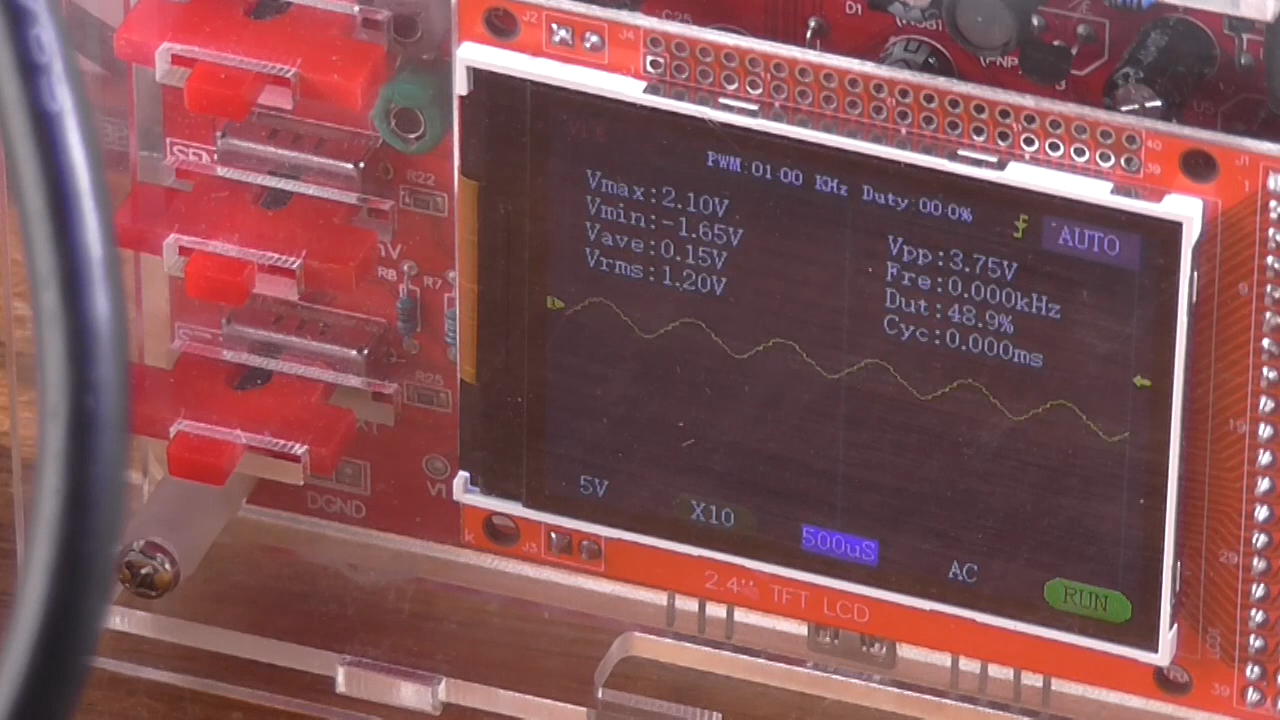 J2
C25
J4
D1
40
39
J1
1
PWM:01.00 KHz Duty:00.0%
AUTO
Vmax:2.10V
Vmin:-1.65V
Vave:0.15V
Vrms:1.20V
Vpp:3.75V
Fre:0.000kHz
Dut:48.9%
Cyc:0.000ms
R22
R8
R7
9
R25
19
V1
DGND
5V
X10
500uS
AC
RUN
K
J3
2.4" TFT LCD
29
39